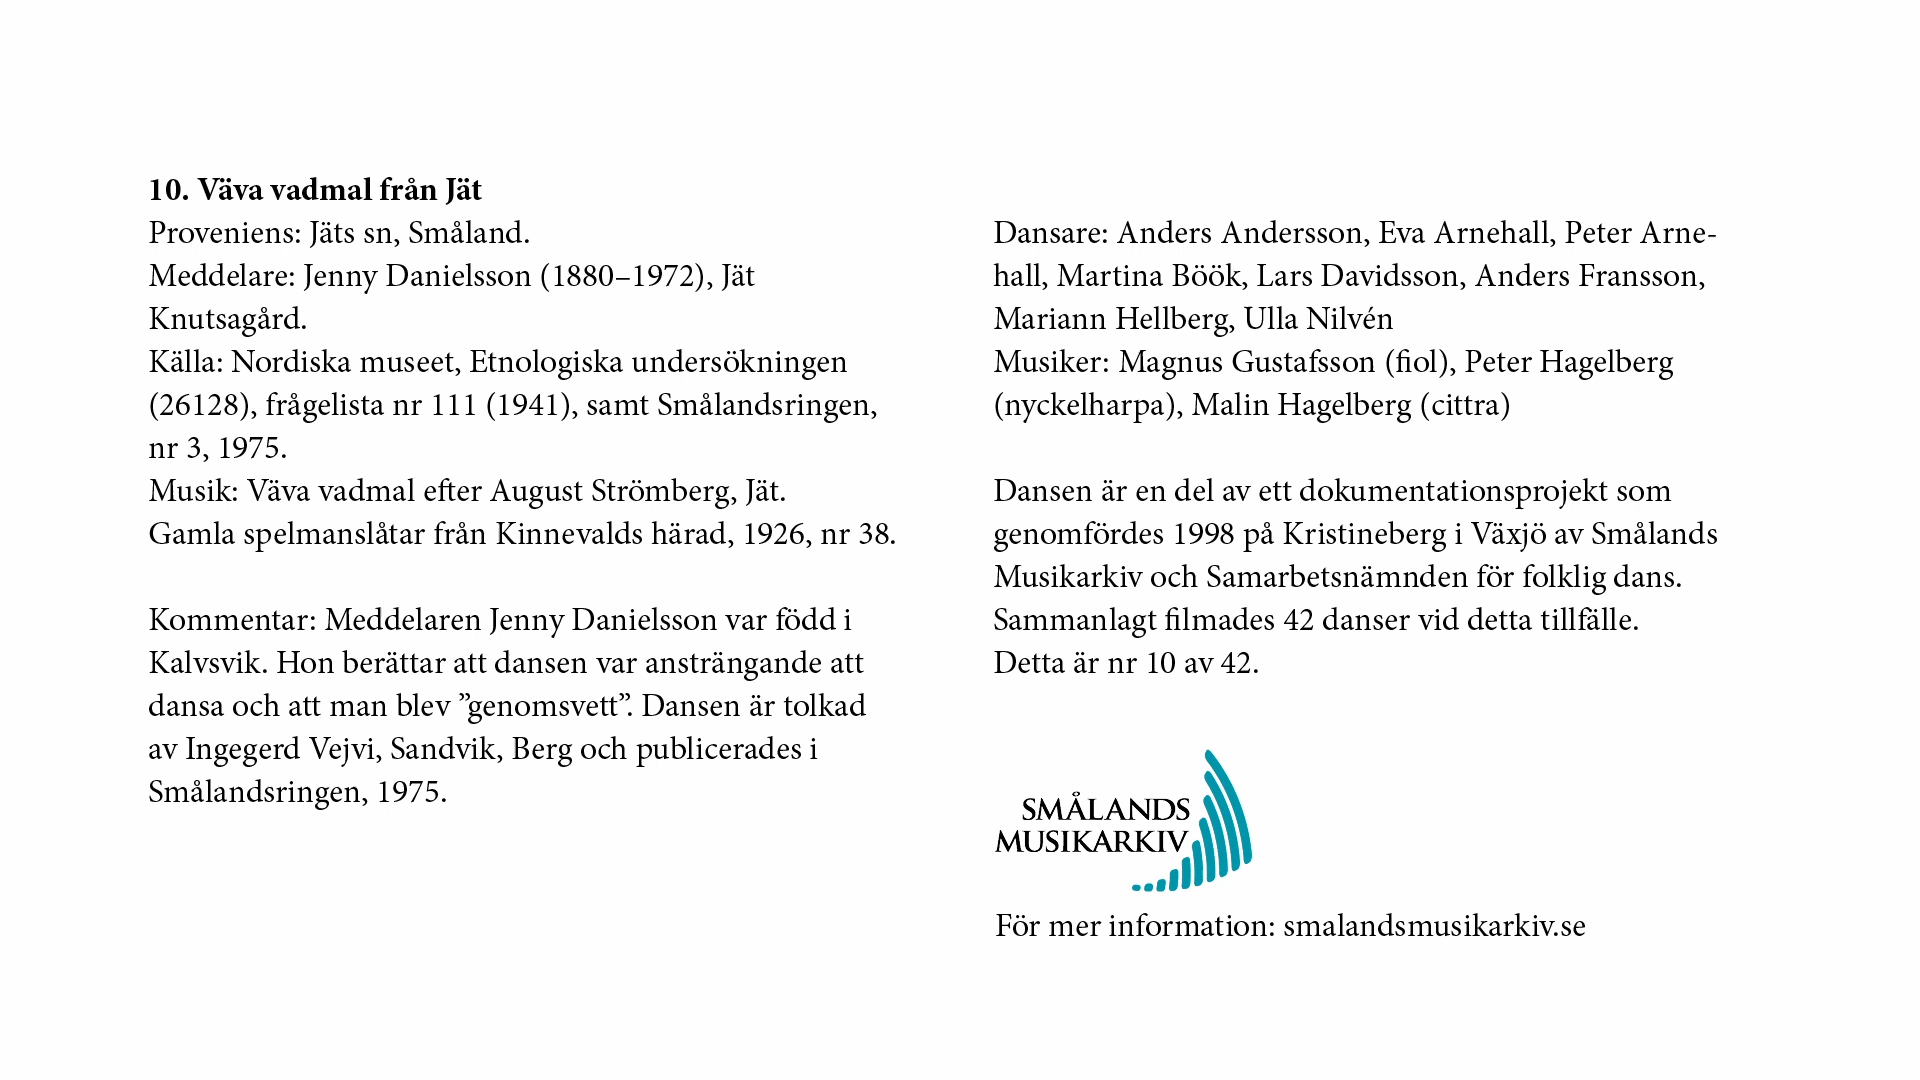 10. Väva vadmal från Jät
Proveniens: Jäts sn, Småland.
Meddelare: Jenny Danielsson (1880–1972), Jät
Knutsagård.
Källa: Nordiska museet, Etnologiska undersökningen
(26128), frågelista nr 111 (1941), samt Smålandsringen,
nr 3, 1975.
Musik: Väva vadmal efter August Strömberg, Jät.
Gamla spelmanslåtar från Kinnevalds härad, 1926, nr 38.
Kommentar: Meddelaren Jenny Danielsson var född i
Kalvsvik. Hon berättar att dansen var ansträngande att
dansa och att man blev ”genomsvett”. Dansen är tolkad
av Ingegerd Vejvi, Sandvik, Berg och publicerades i
Smålandsringen, 1975.
Dansare: Anders Andersson, Eva Arnehall, Peter Arne-
hall, Martina Böök, Lars Davidsson, Anders Fransson,
Mariann Hellberg, Ulla Nilvén
Musiker: Magnus Gustafsson (fiol), Peter Hagelberg
(nyckelharpa), Malin Hagelberg (cittra)
Dansen är en del av ett dokumentationsprojekt som
genomfördes 1998 på Kristineberg i Växjö av Smålands
Musikarkiv och Samarbetsnämnden för folklig dans.
Sammanlagt filmades 42 danser vid detta tillfälle.
Detta är nr 10 av 42.
SMÅLANDS
MUSIKARKIV
För mer information: smalandsmusikarkiv.se